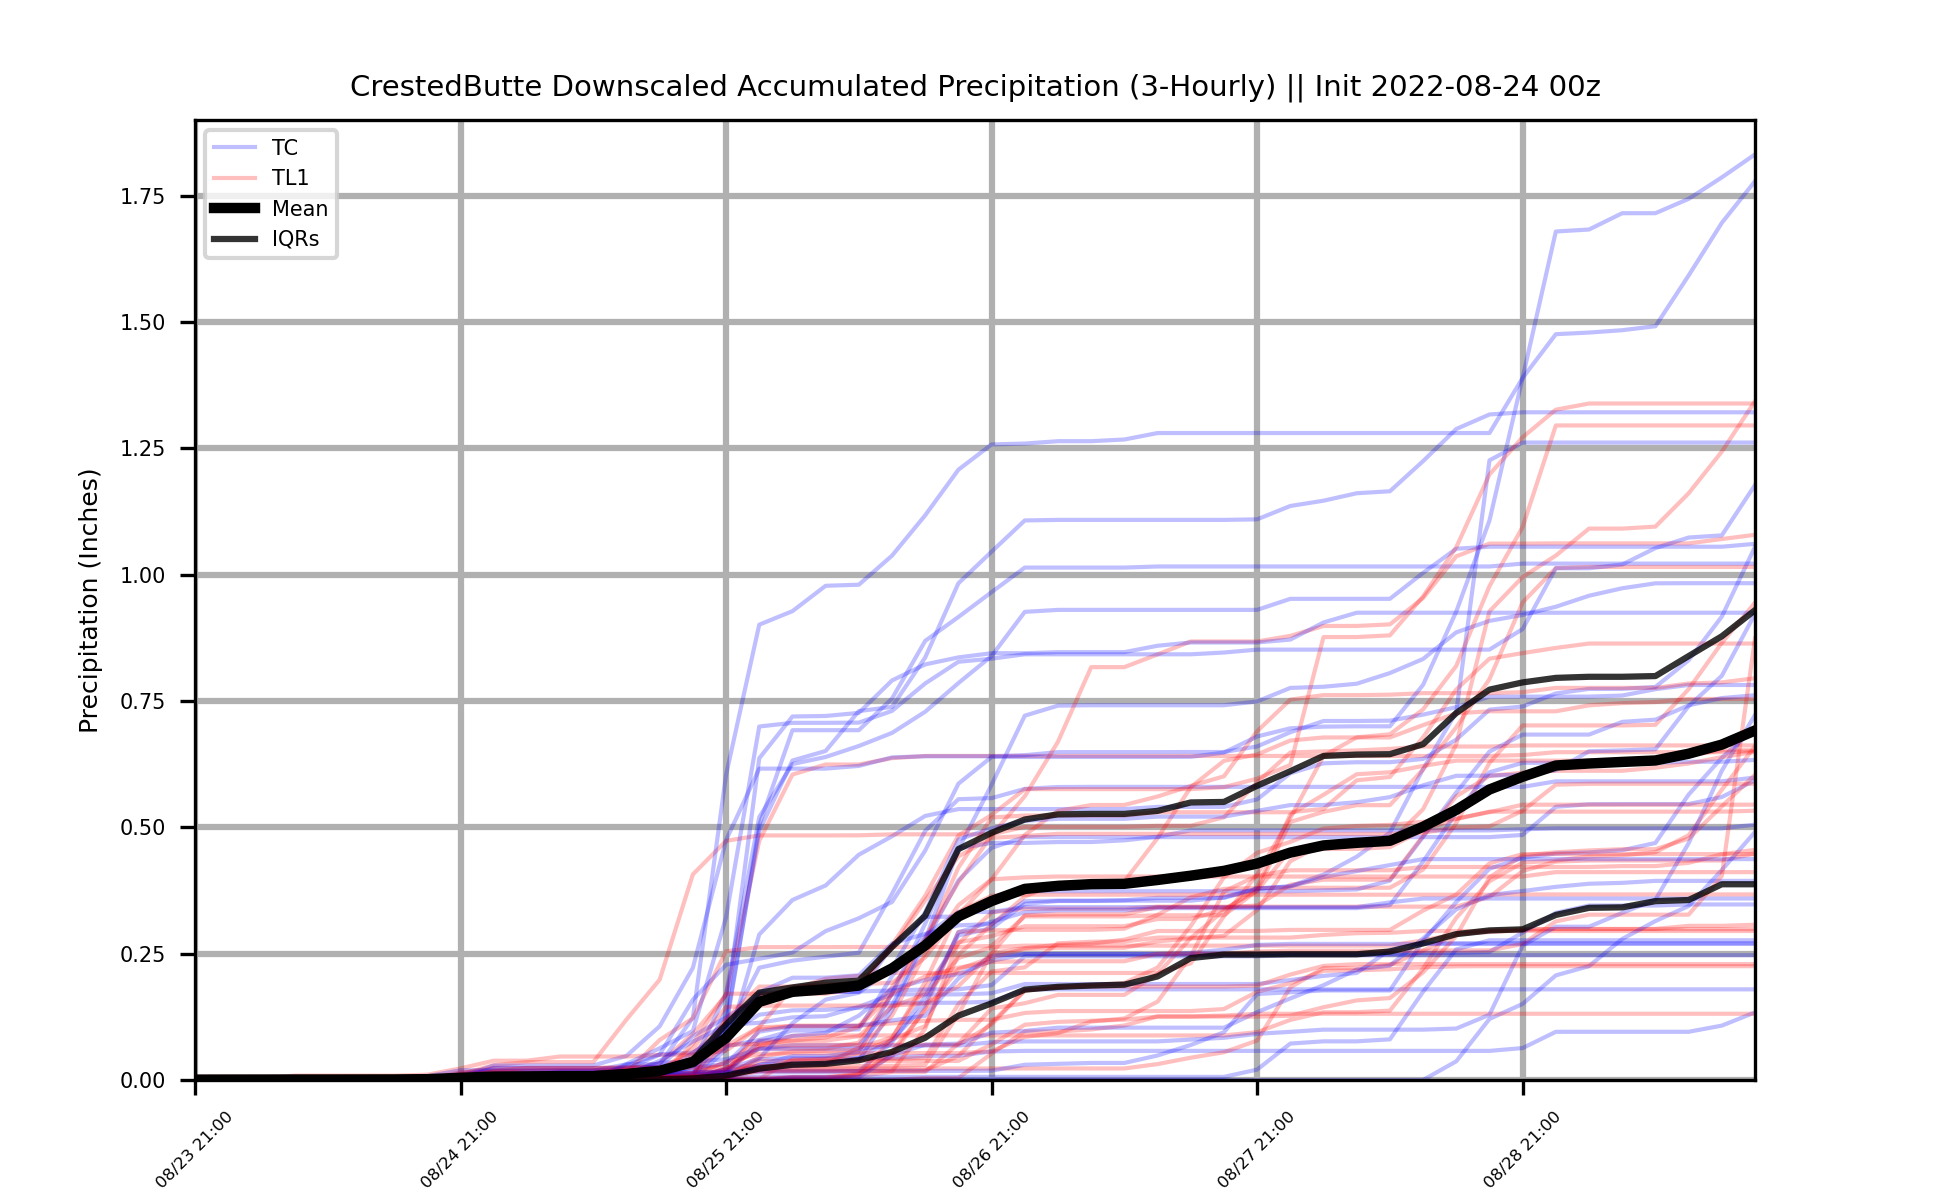 CrestedButte Downscaled Accumulated Precipitation (3-Hourly) || Init 2022-08-24 00z
TC
TL1
Mean
IQRs
Precipitation (Inches)
1.75
1.50
1.25
1.00
0.75
0.50
0.25
0.00
08/23 21:00
08/24 21:00
08/25 21:00
08/26 21:00
08/27 21:00
08/28 21:00